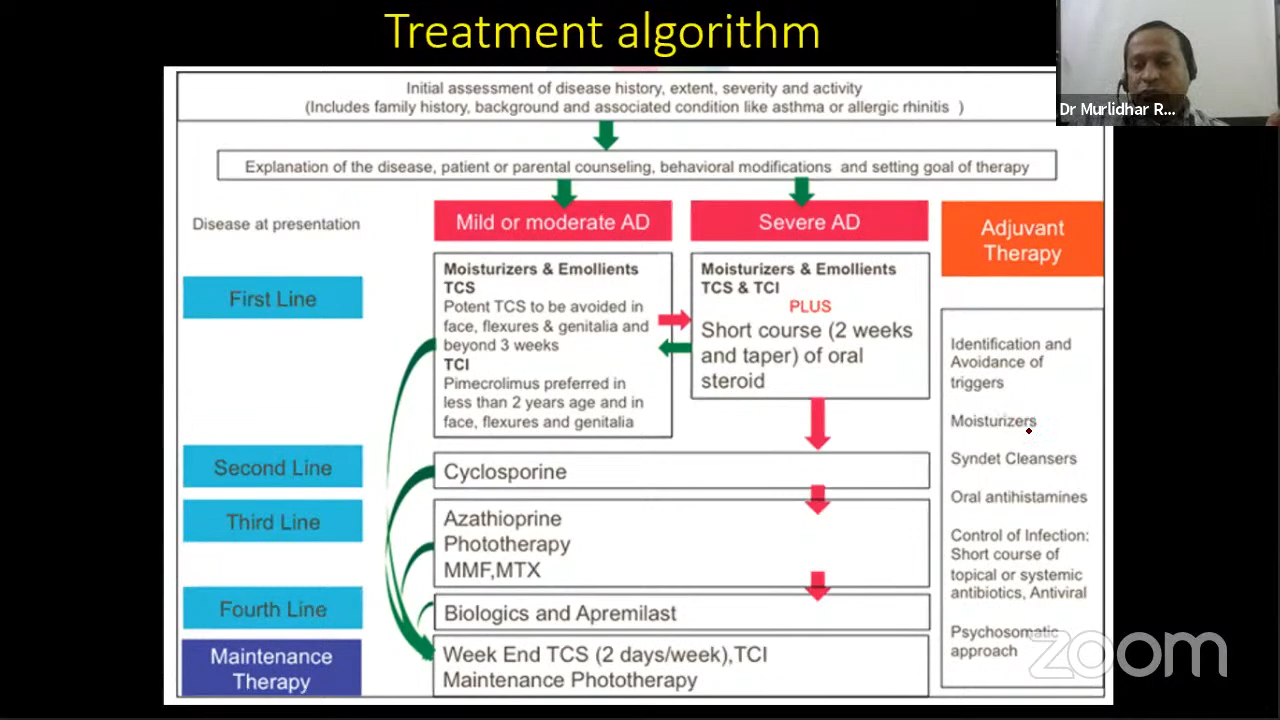 Treatment algorithm
Dr Murlidhar R...
Initial assessment of disease history, extent, severity and activity
(Includes family history, background and associated condition like asthma or allergic rhinitis )
Explanation of the disease, patient or parental counseling, behavioral modifications and setting goal of therapy
Disease at presentation
Mild or moderate AD
Severe AD
Adjuvant
Therapy
First Line
Moisturizers & Emollients
TCS
Potent TCS to be avoided in
face, flexures & genitalia and
beyond 3 weeks
TCI
Pimecrolimus preferred in
less than 2 years age and in
face, flexures and genitalia
Moisturizers & Emollients
TCS & TCI
PLUS
Short course (2 weeks
and taper) of oral
steroid
Second Line
Cyclosporine
Third Line
Azathioprine
Phototherapy
MMF,MTX
Fourth Line
Biologics and Apremilast
Maintenance
Therapy
Week End TCS (2 days/week),TCI
Maintenance Phototherapy
Identification and
Avoidance of
triggers
Moisturizers
Syndet Cleansers
Oral antihistamines
Control of Infection:
Short course of
topical or systemic
antibiotics, Antiviral
Psychosomatic
approach
zoom